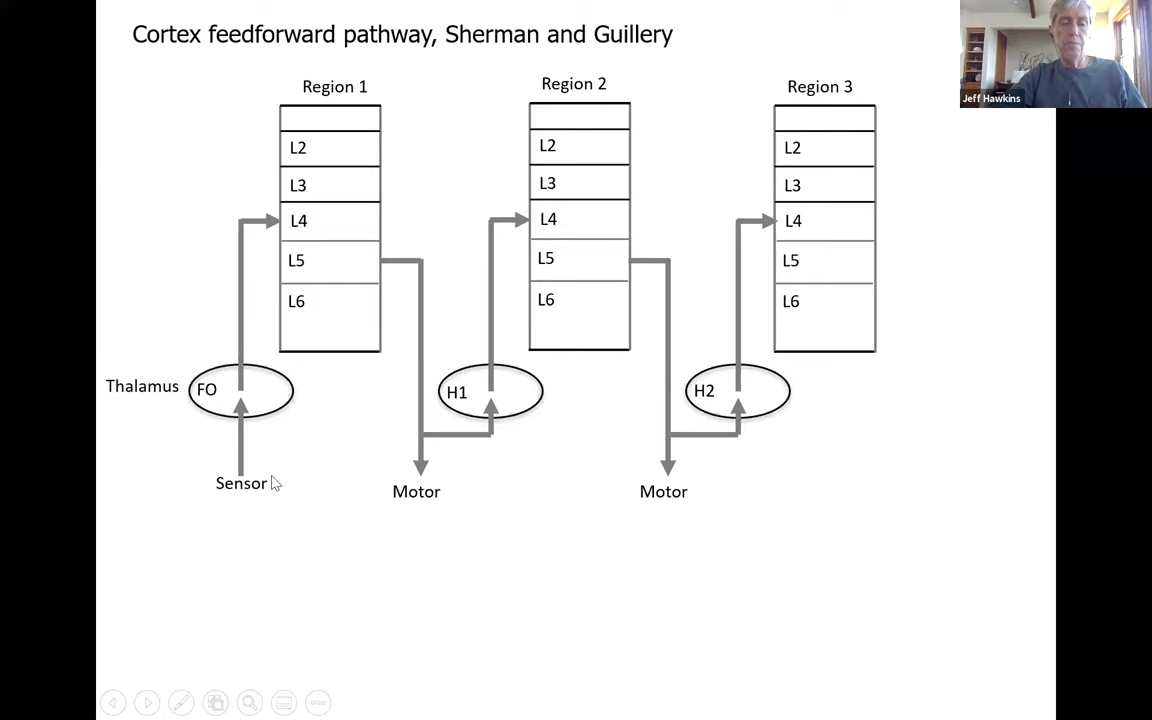 Cortex feedforward pathway, Sherman and Guillery
Jeff Hawkins
Region 1
Region 2
Region 3
L2
L3
L4
L5
L6
L2
L3
L4
L5
L6
L2
L3
L4
L5
L6
Thalamus
FO
H1
H2
Sensor
Motor
Motor